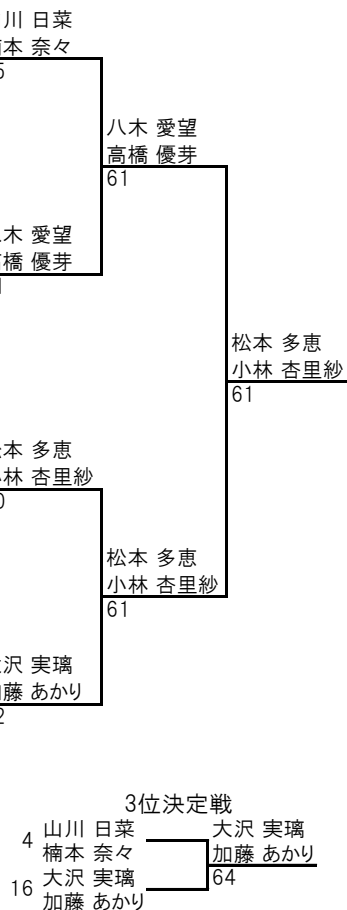 川 日菜
本 奈々
八木 愛望
高橋 優芽
61
木 愛望
橋 優芽
松本 多恵
小林 杏里紗
61
本 多恵
林 杏里紗
松本 多恵
小林 杏里紗
61
沢 実璃
藤 あかり
3位決定戦
4
山川 日菜
楠本 奈々
16
大沢 実璃
加藤 あかり
大沢 実璃
加藤 あかり
64